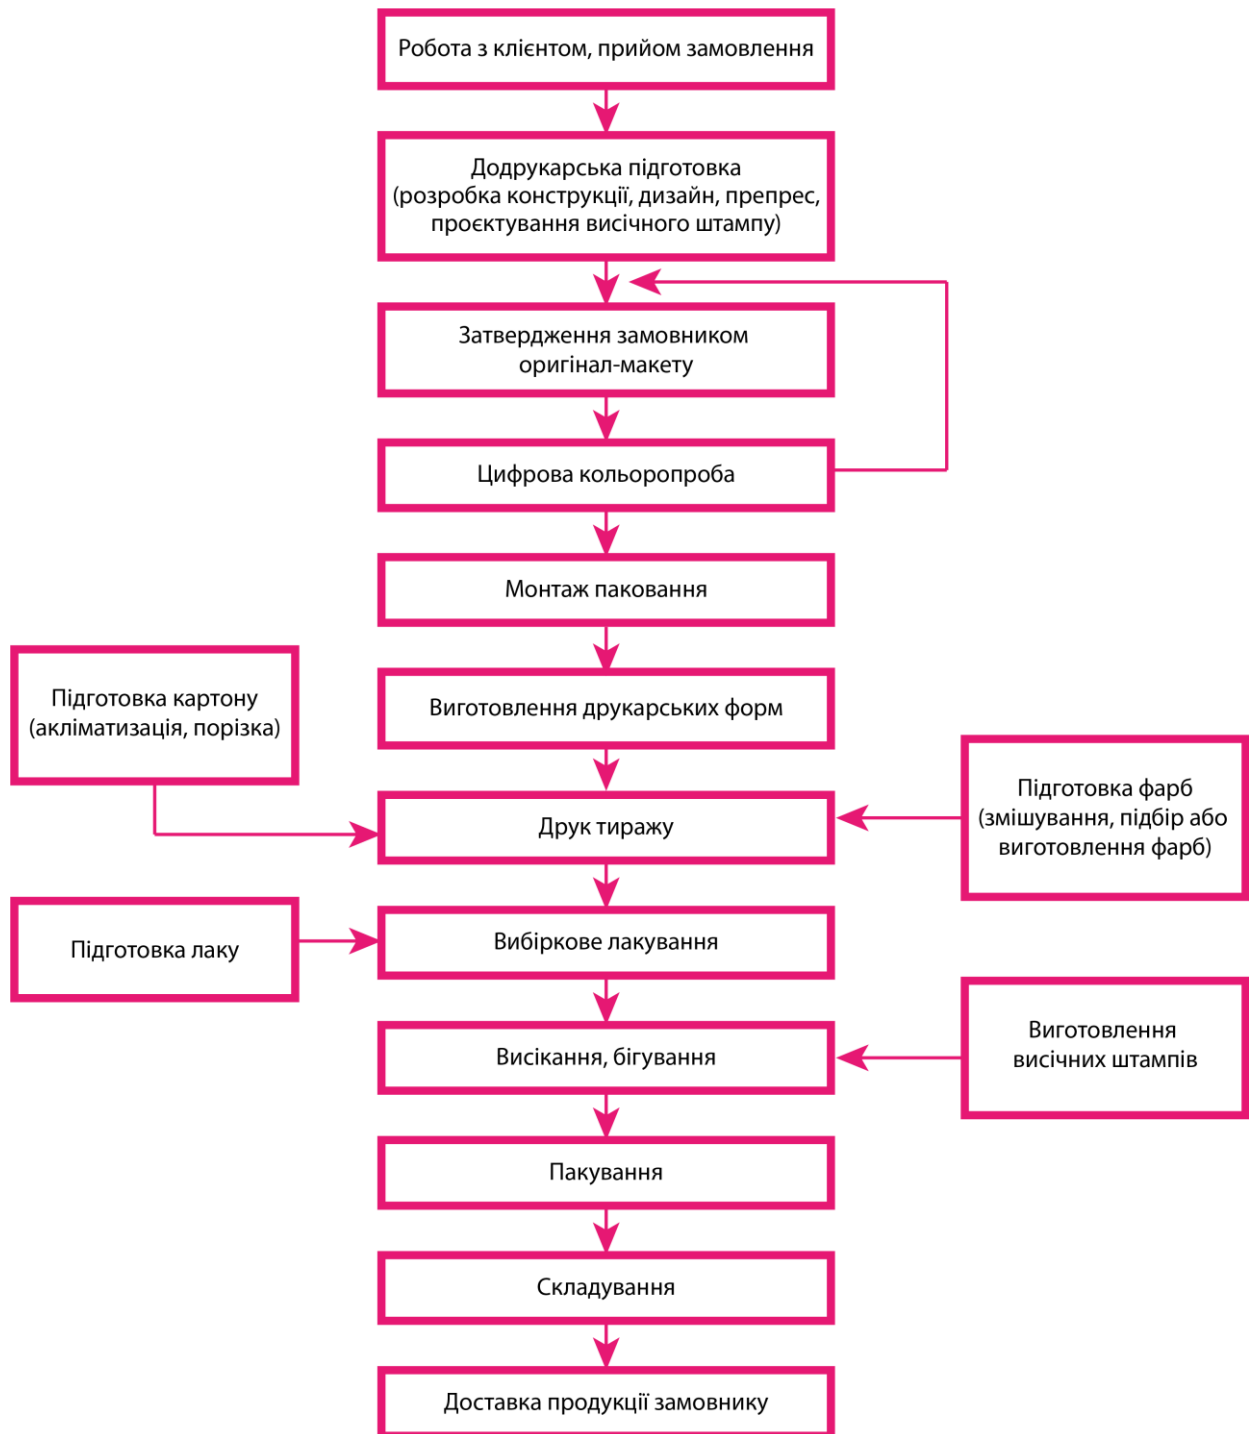 Робота з клієнтом, прийом замовлення
Додрукарська підготовка
(розробка конструкції, дизайн, препрес,
проєктування висічного штампу)
Затвердження замовником
оригінал-макету
Цифрова кольоропроба
Монтаж паковання
Підготовка картону
(акліматизація, порізка)
Виготовлення друкарських форм
Підготовка фарб
(змішування, підбір або
виготовлення фарб)
Друк тиражу
Підготовка лаку
Вибіркове лакування
Виготовлення
висічних штампів
Висікання, бігування
Пакування
Складування
Доставка продукції замовнику